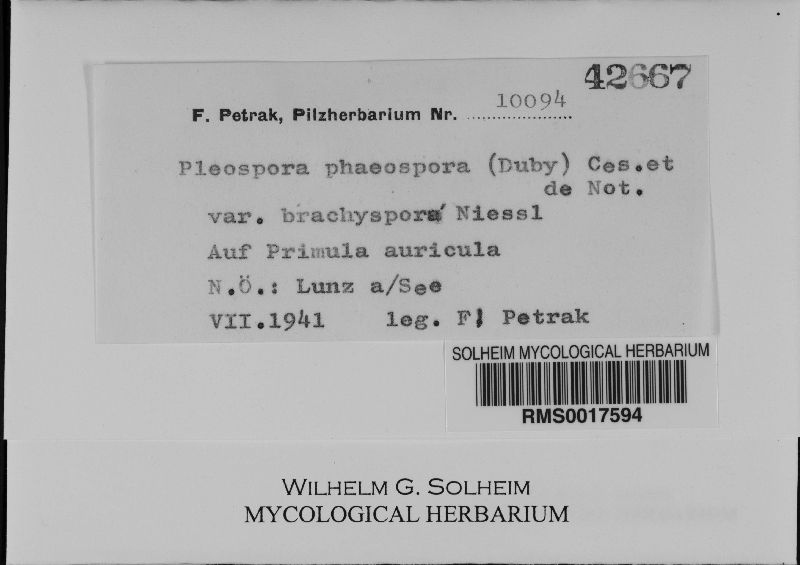 42667
F. Petrak, Pilzherbarium Nr. 10094
Pleospora phaeospora (Duby) Ces.et
de Not.
var. brachyspora Niessl
Auf Primula auricula
N.Ö.: Lunz a/See
VII.1941 leg. F. Petrak
SOLHEIM MYCOLOGICAL HERBARIUM
RMS0017594
WILHELM G. SOLHEIM
MYCOLOGICAL HERBARIUM